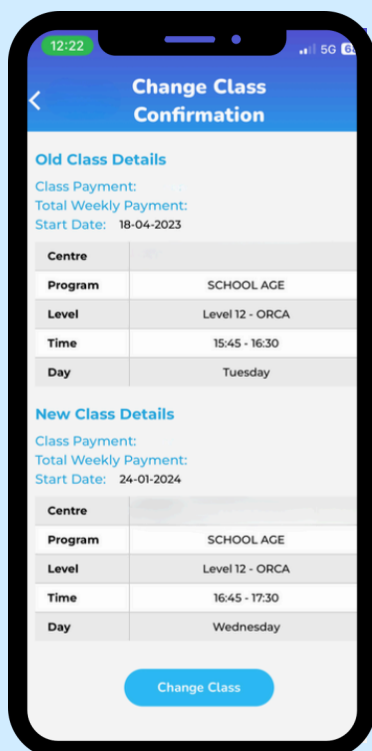 12:22 5G
Change Class
Confirmation
Old Class Details
Class Payment:
Total Weekly Payment:
Start Date: 18-04-2023
Centre
Program SCHOOL AGE
Level Level 12 - ORCA
Time 15:45 - 16:30
Day Tuesday
New Class Details
Class Payment:
Total Weekly Payment:
Start Date: 24-01-2024
Centre
Program SCHOOL AGE
Level Level 12 - ORCA
Time 16:45 - 17:30
Day Wednesday
Change Class